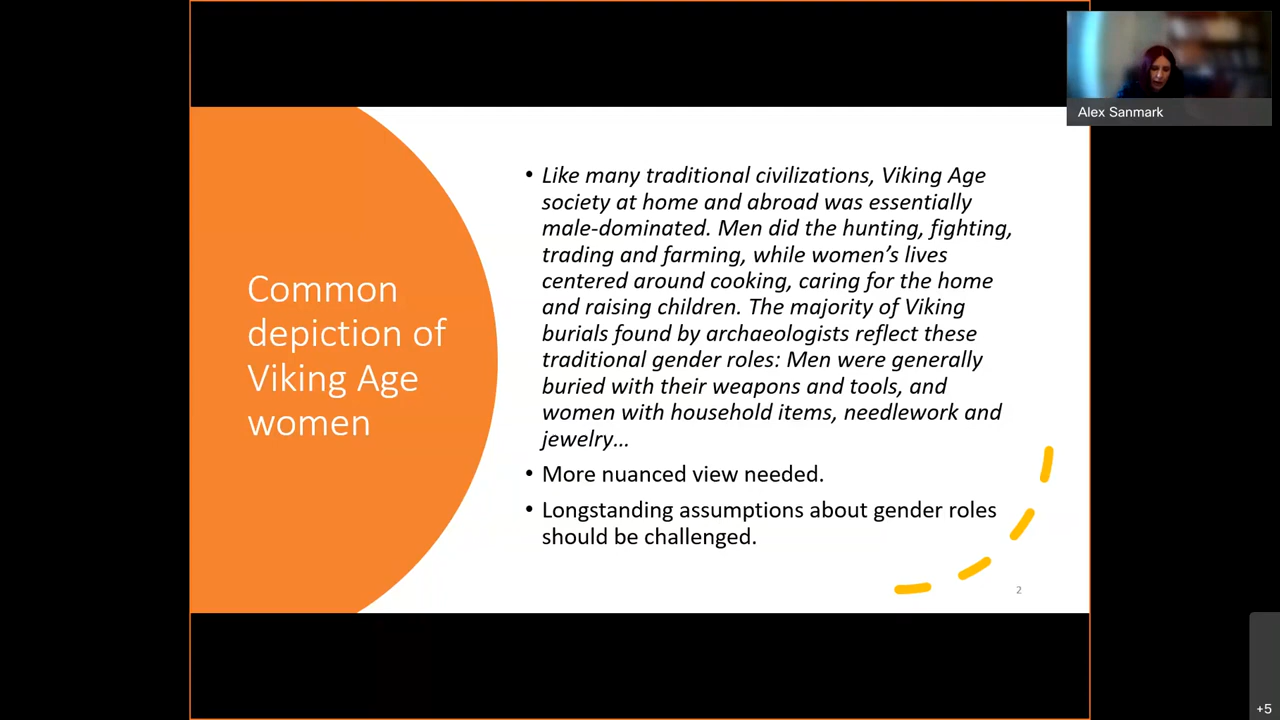 Alex Sanmark
Common
depiction of
Viking Age
women
• Like many traditional civilizations, Viking Age
society at home and abroad was essentially
male-dominated. Men did the hunting, fighting,
trading and farming, while women’s lives
centered around cooking, caring for the home
and raising children. The majority of Viking
burials found by archaeologists reflect these
traditional gender roles: Men were generally
buried with their weapons and tools, and
women with household items, needlework and
jewelry…
• More nuanced view needed.
• Longstanding assumptions about gender roles
should be challenged.
2
+5